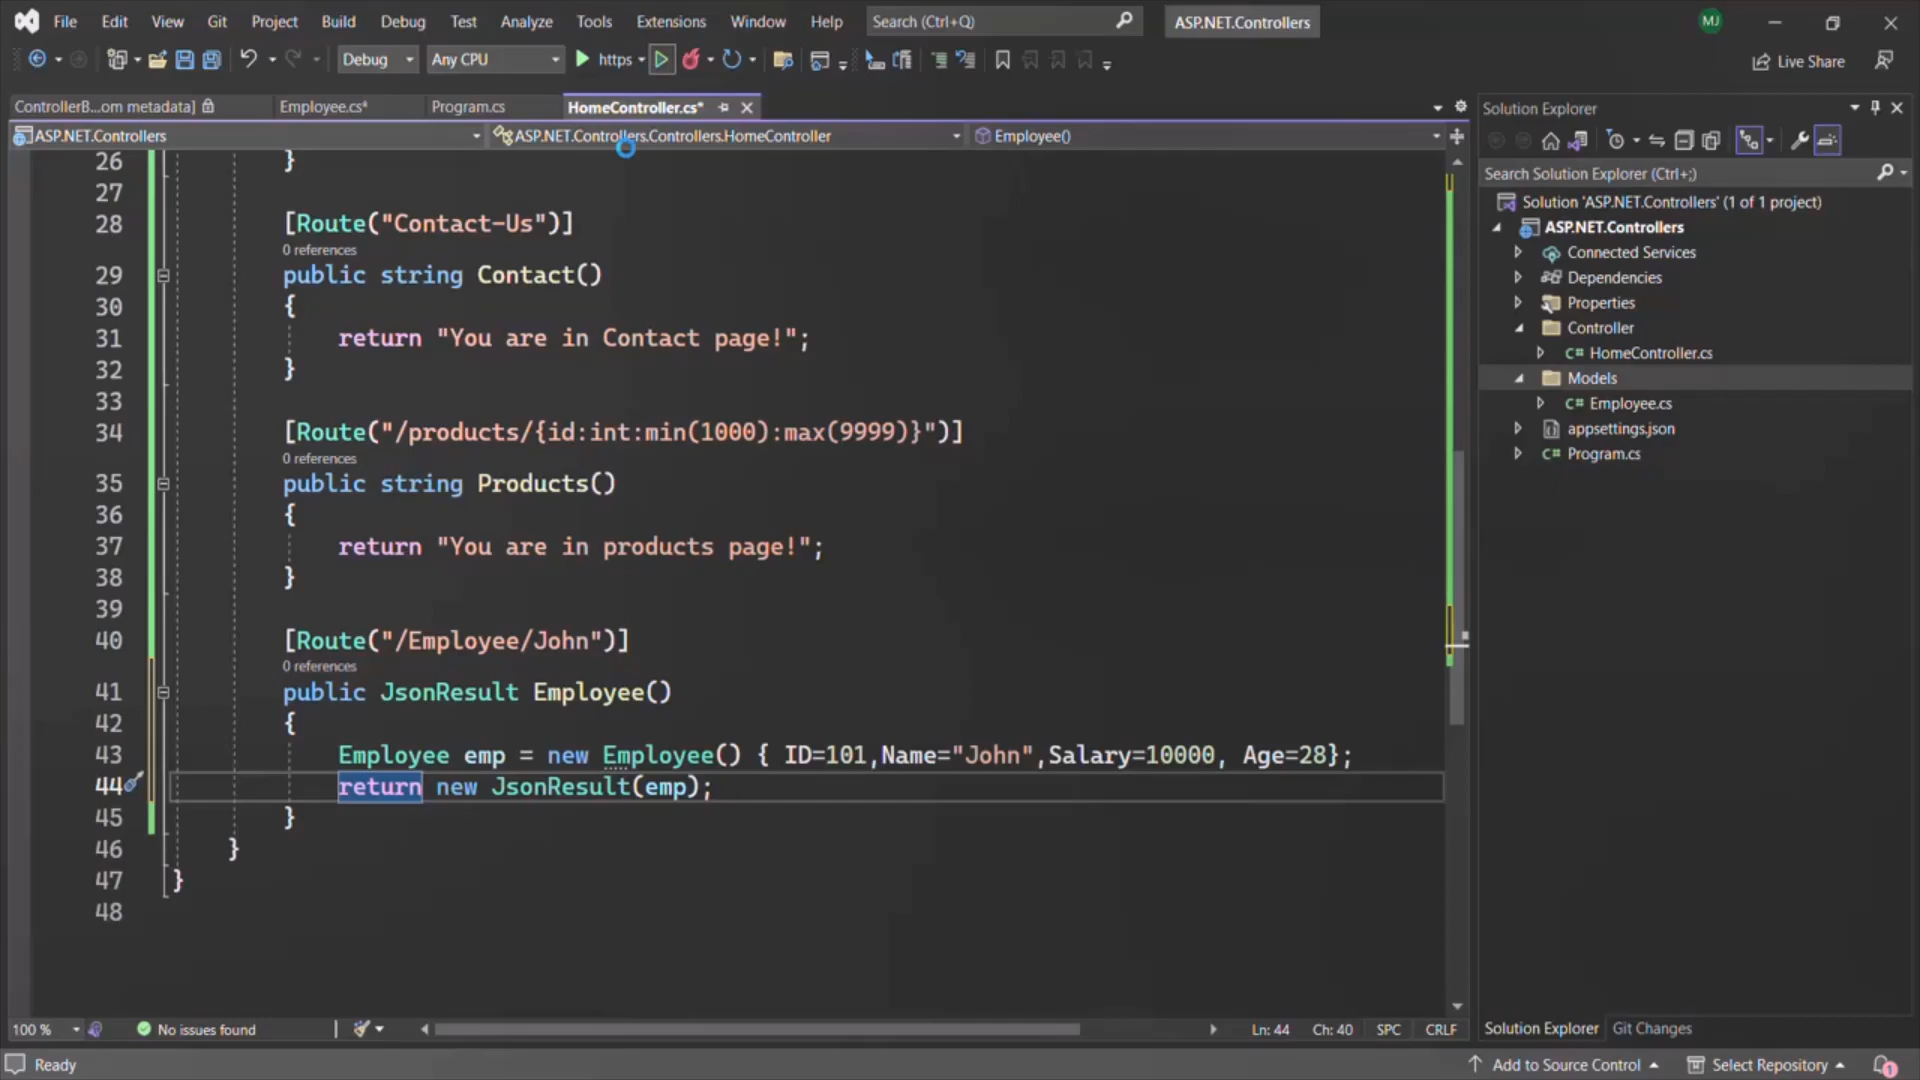 File Edit View Git Project Build Debug Test Analyze Tools Extensions Window Help Search (Ctrl+Q) ASP.NET.Controllers MJ
Debug Any CPU https Live Share
ControllerB...om metadata] Employee.cs* Program.cs HomeController.cs*
ASP.NET.Controllers ASP.NET.Controllers.Controllers.HomeController Employee()
26 }
27
28 [Route("Contact-Us")]
0 references
29 public string Contact()
30 {
31 return "You are in Contact page!";
32 }
33
34 [Route("/products/{id:int:min(1000):max(9999)}")]
0 references
35 public string Products()
36 {
37 return "You are in products page!";
38 }
39
40 [Route("/Employee/John")]
0 references
41 public JsonResult Employee()
42 {
43 Employee emp = new Employee() { ID=101,Name="John",Salary=10000, Age=28};
44 return new JsonResult(emp);
45 }
46 }
47 }
48
100 % No issues found Ln: 44 Ch: 40 SPC CRLF
Solution Explorer
Search Solution Explorer (Ctrl+;)
Solution 'ASP.NET.Controllers' (1 of 1 project)
ASP.NET.Controllers
Connected Services
Dependencies
Properties
Controller
C# HomeController.cs
Models
C# Employee.cs
appsettings.json
C# Program.cs
Solution Explorer Git Changes
Ready Add to Source Control Select Repository 1